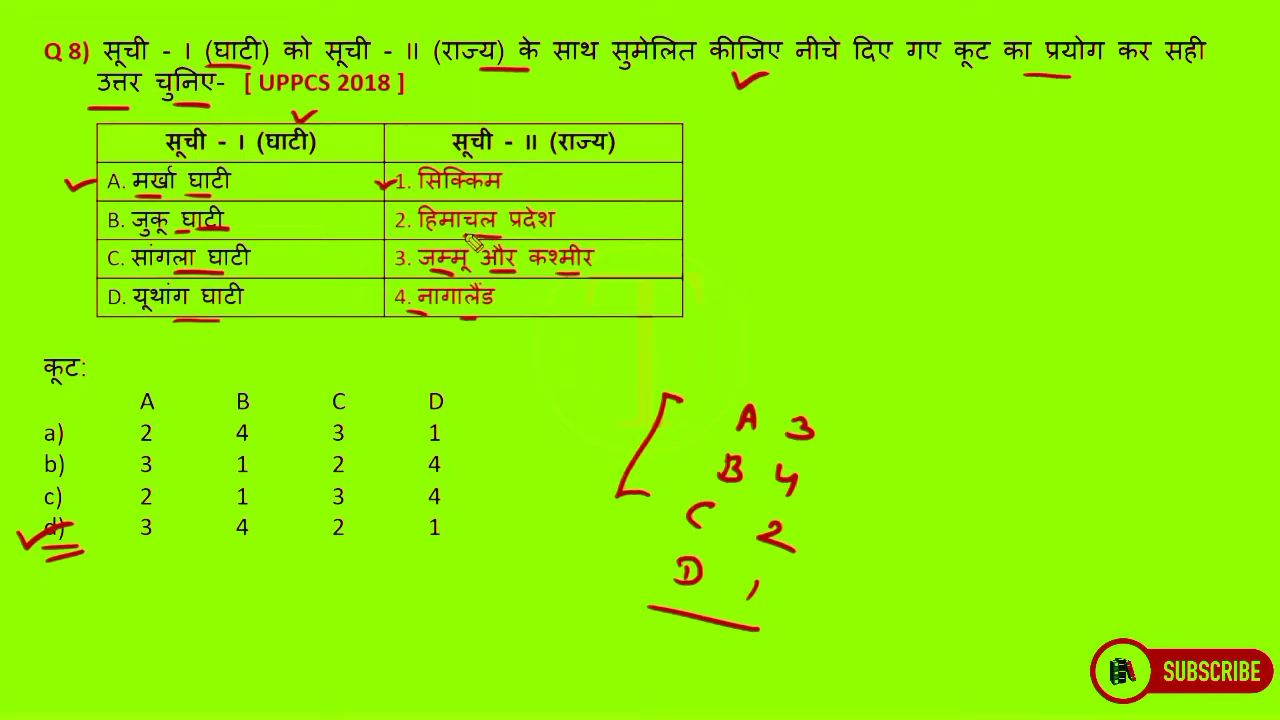 Q 8) सूची - I (घाटी) को सूची - II (राज्य) के साथ सुमेलित कीजिए नीचे दिए गए कूट का प्रयोग कर सही
उत्तर चुनिए- [ UPPCS 2018 ]
सूची - I (घाटी) सूची - II (राज्य)
A. मर्खा घाटी 1. सिक्किम
B. जुकू घाटी 2. हिमाचल प्रदेश
C. सांगला घाटी 3. जम्मू और कश्मीर
D. यूथांग घाटी 4. नागालैंड
कूट:
A B C D
a) 2 4 3 1
b) 3 1 2 4
c) 2 1 3 4
d) 3 4 2 1
A 3
B 4
C 2
D 1
T
SUBSCRIBE